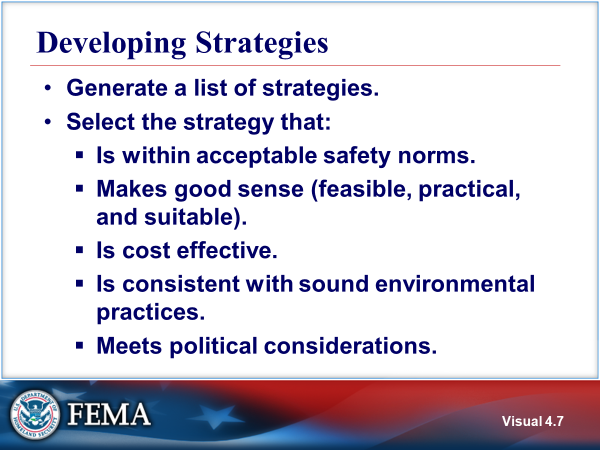 Developing Strategies
• Generate a list of strategies.
• Select the strategy that:
▪ Is within acceptable safety norms.
▪ Makes good sense (feasible, practical,
and suitable).
▪ Is cost effective.
▪ Is consistent with sound environmental
practices.
▪ Meets political considerations.
FEMA
Visual 4.7